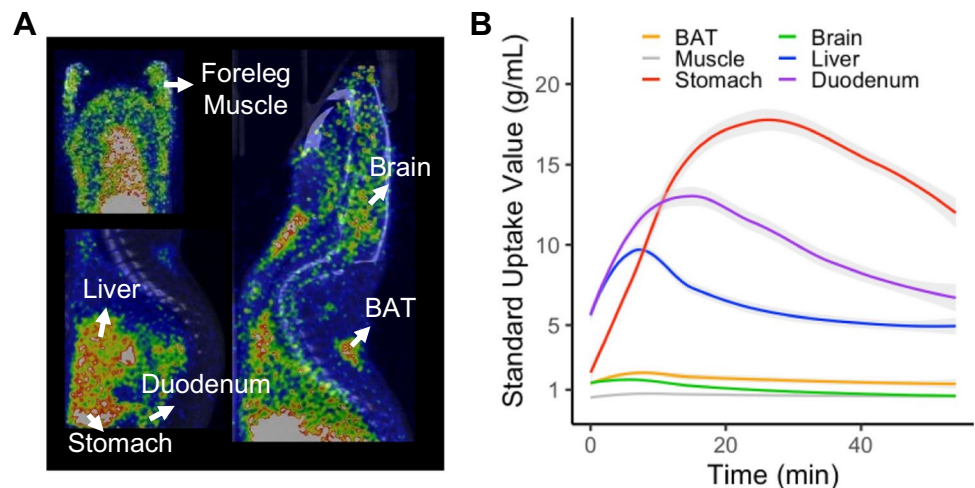 A
Foreleg
Muscle
Brain
Liver
BAT
Duodenum
Stomach
B
BAT
Muscle
Stomach
Brain
Liver
Duodenum
Standard Uptake Value (g/mL)
20
15
10
5
1
0
20
40
Time (min)